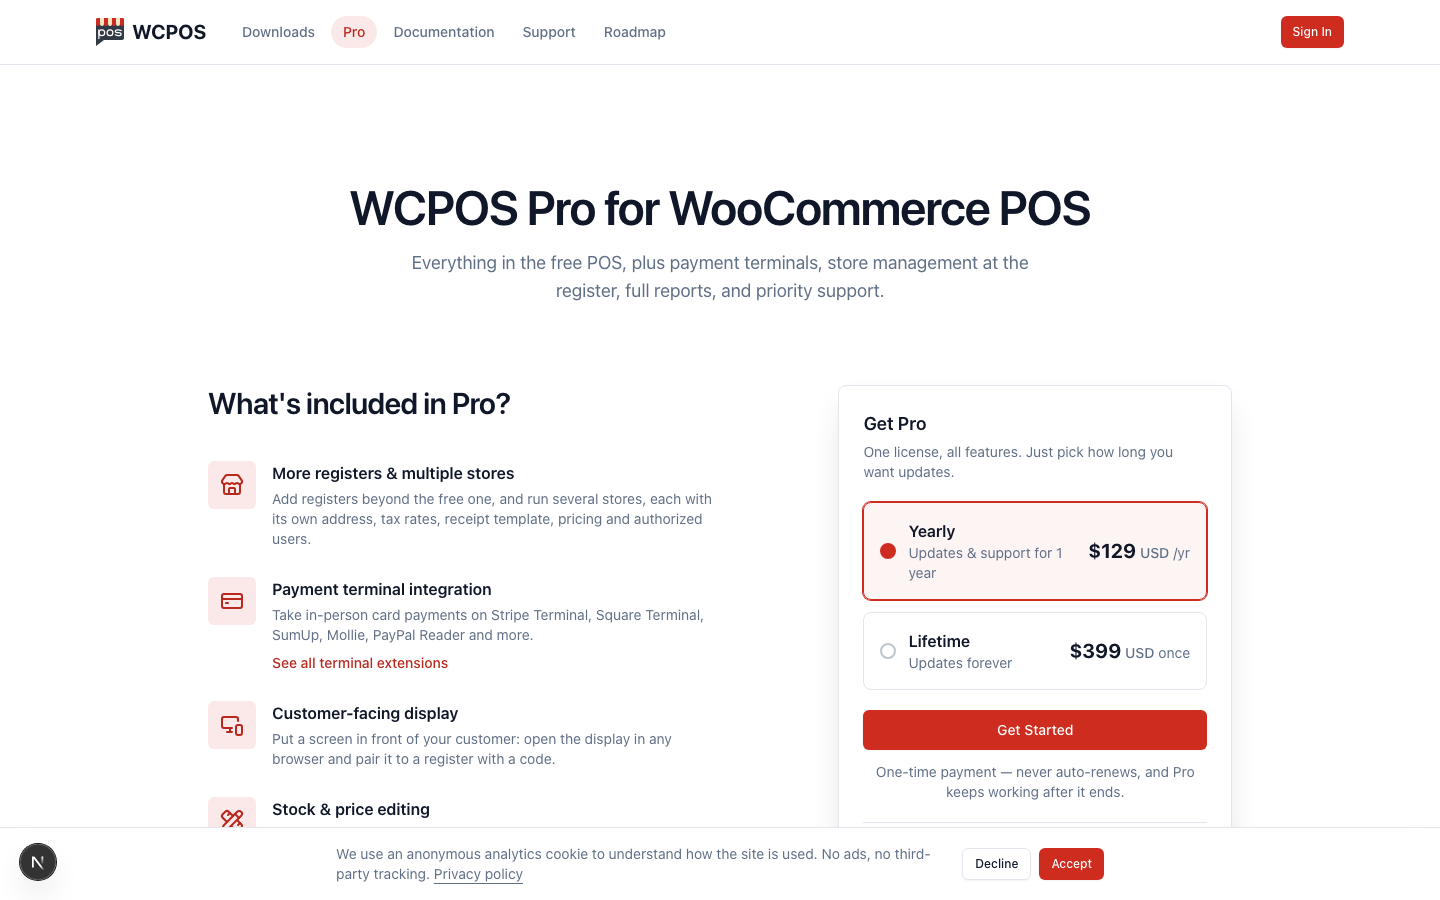 pos WCPOS Downloads Pro Documentation Support Roadmap Sign In
WCPOS Pro for WooCommerce POS
Everything in the free POS, plus payment terminals, store management at the
register, full reports, and priority support.
What's included in Pro?
More registers & multiple stores
Add registers beyond the free one, and run several stores, each with
its own address, tax rates, receipt template, pricing and authorized
users.
Payment terminal integration
Take in-person card payments on Stripe Terminal, Square Terminal,
SumUp, Mollie, PayPal Reader and more.
See all terminal extensions
Customer-facing display
Put a screen in front of your customer: open the display in any
browser and pair it to a register with a code.
Stock & price editing
Get Pro
One license, all features. Just pick how long you
want updates.
Yearly
Updates & support for 1
year
$129 USD /yr
Lifetime
Updates forever
$399 USD once
Get Started
One-time payment — never auto-renews, and Pro
keeps working after it ends.
N
We use an anonymous analytics cookie to understand how the site is used. No ads, no third-
party tracking. Privacy policy
Decline
Accept